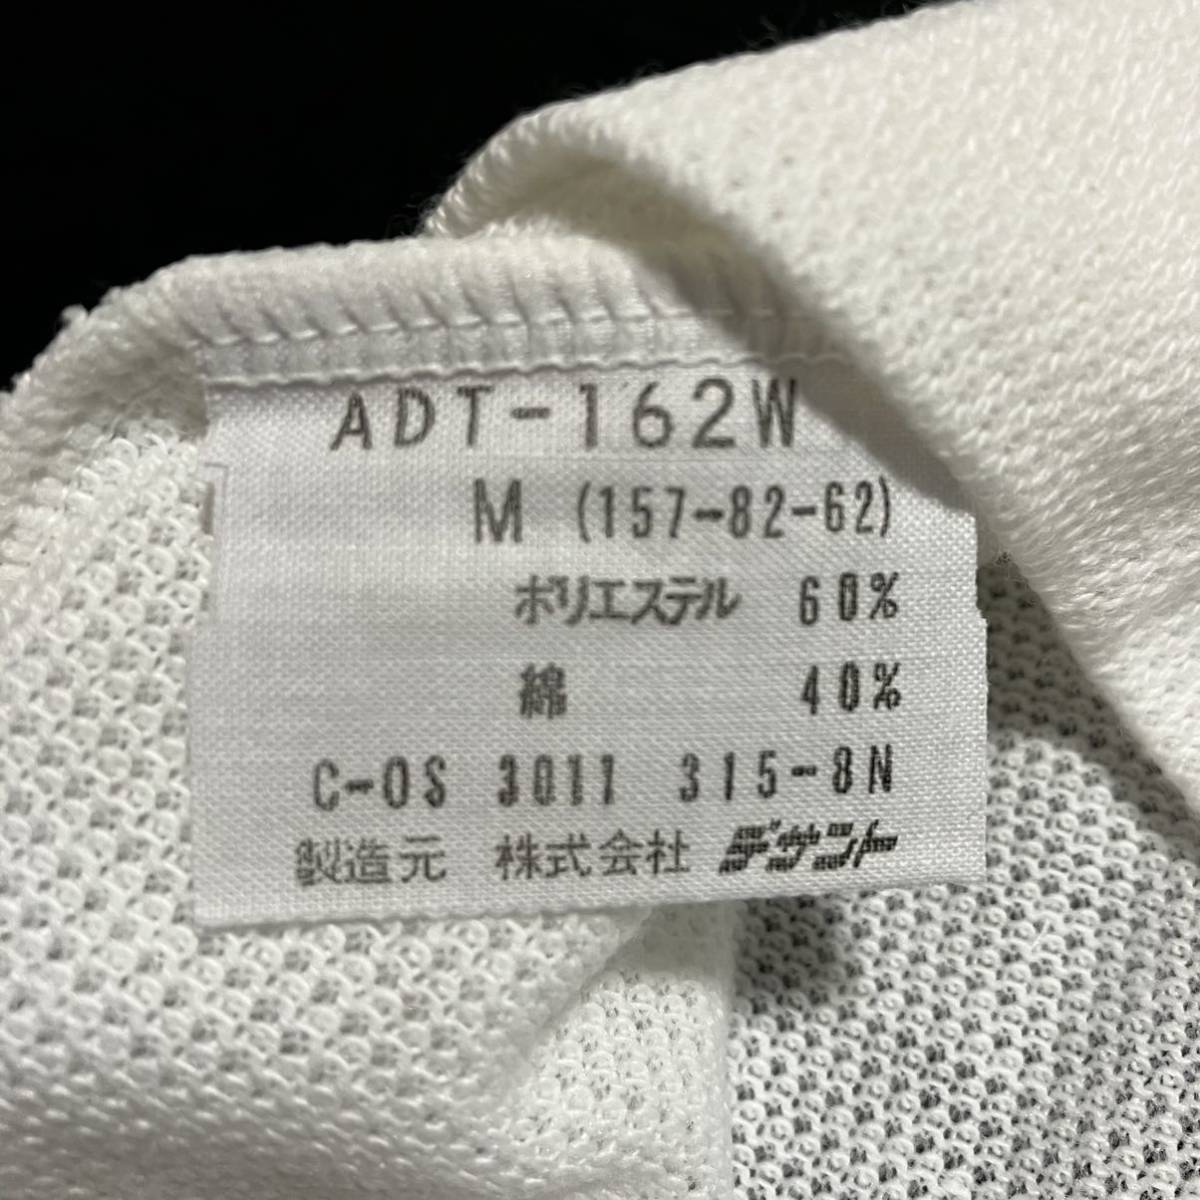 ADT-162W
M (157-82-62)
ポリエステル 60%
綿 40%
C-OS 3011 315-8N
製造元 株式会社 デサント